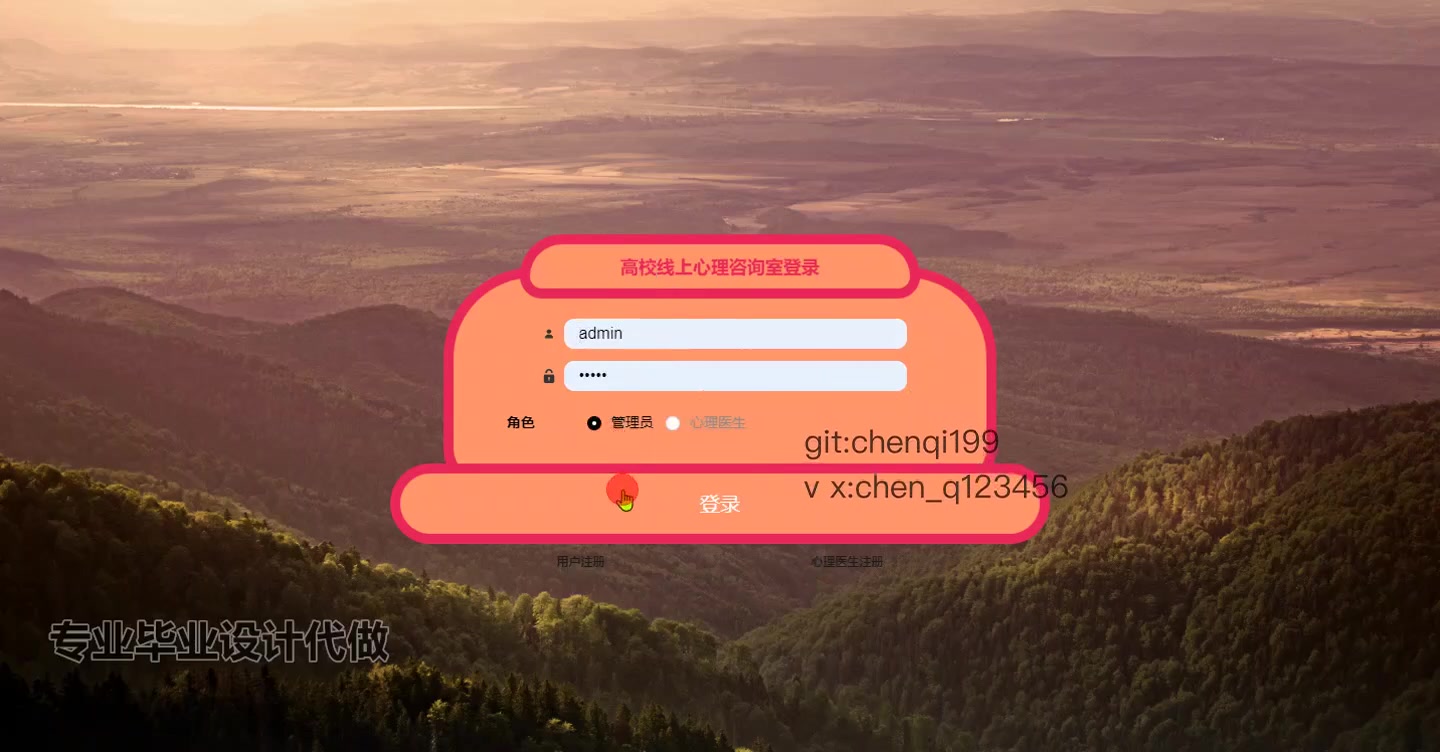 高校线上心理咨询室登录
admin
•••••
角色 管理员 心理医生
git:chenqi199
v x:chen_q123456
登录
用户注册 心理医生注册
专业毕业设计代做